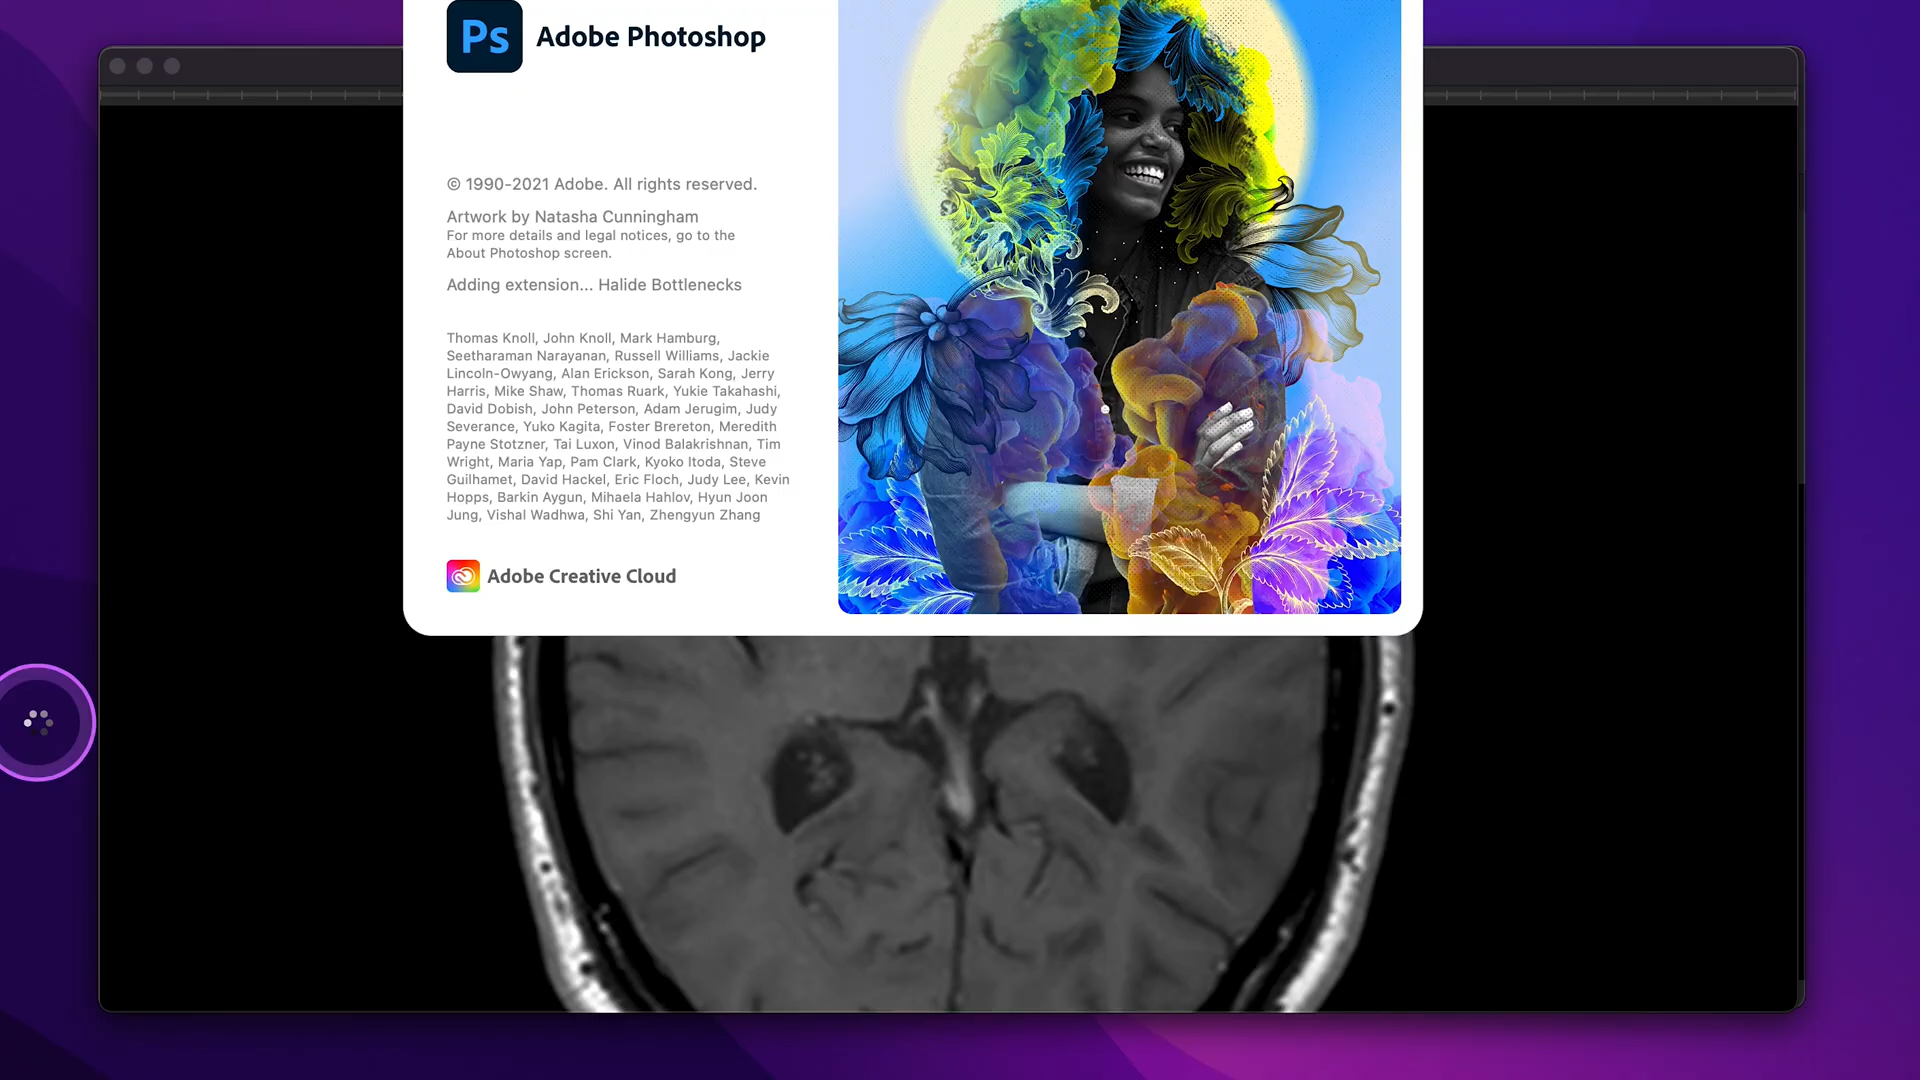 Ps Adobe Photoshop
© 1990-2021 Adobe. All rights reserved.
Artwork by Natasha Cunningham
For more details and legal notices, go to the
About Photoshop screen.
Adding extension... Halide Bottlenecks
Thomas Knoll, John Knoll, Mark Hamburg,
Seetharaman Narayanan, Russell Williams, Jackie
Lincoln-Owyang, Alan Erickson, Sarah Kong, Jerry
Harris, Mike Shaw, Thomas Ruark, Yukie Takahashi,
David Dobish, John Peterson, Adam Jerugim, Judy
Severance, Yuko Kagita, Foster Brereton, Meredith
Payne Stotzner, Tai Luxon, Vinod Balakrishnan, Tim
Wright, Maria Yap, Pam Clark, Kyoko Itoda, Steve
Guilhamet, David Hackel, Eric Floch, Judy Lee, Kevin
Hopps, Barkin Aygun, Mihaela Hahlov, Hyun Joon
Jung, Vishal Wadhwa, Shi Yan, Zhengyun Zhang
Adobe Creative Cloud